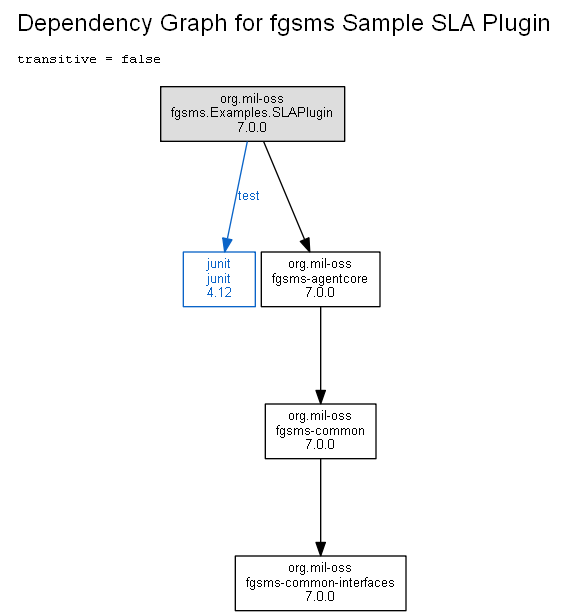 Dependency Graph for fgsms Sample SLA Plugin
transitive = false
org.mil-oss
fgsms.Examples.SLAPlugin
7.0.0
test
junit
junit
4.12
org.mil-oss
fgsms-agentcore
7.0.0
org.mil-oss
fgsms-common
7.0.0
org.mil-oss
fgsms-common-interfaces
7.0.0